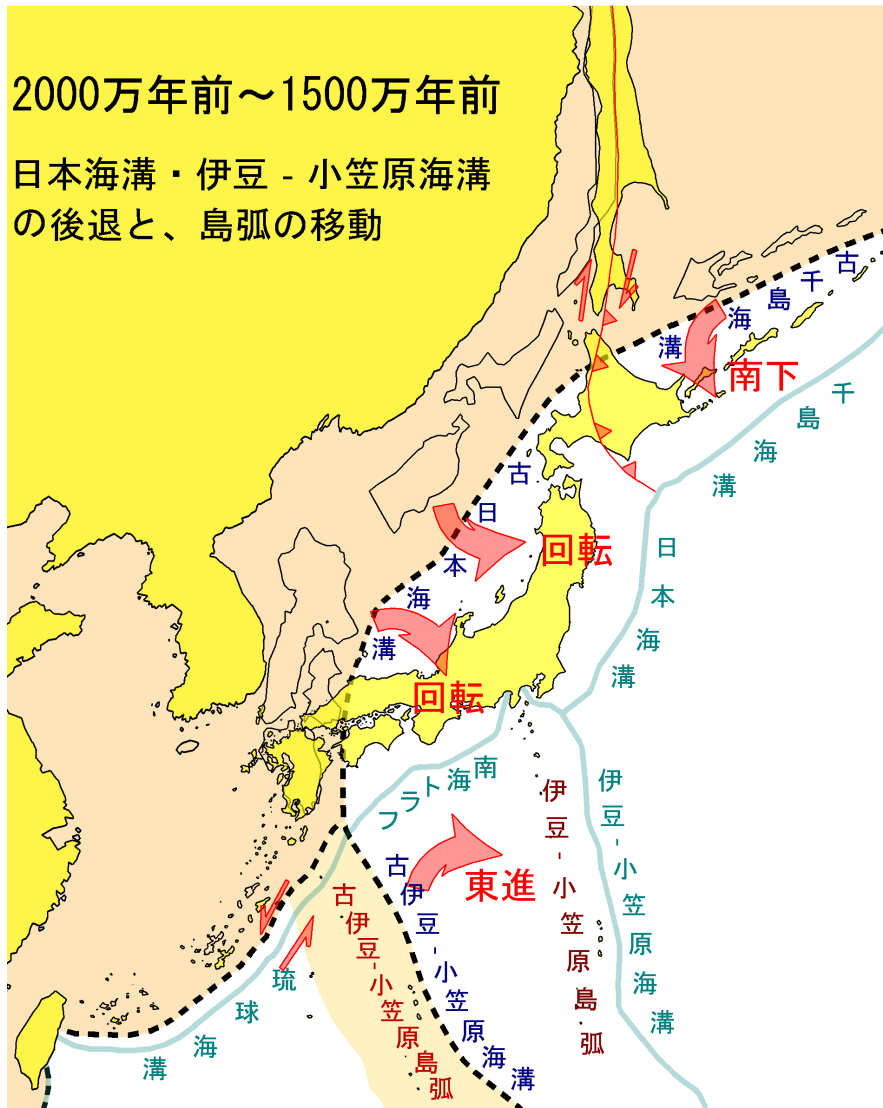 2000万年前～1500万年前
日本海溝・伊豆 - 小笠原海溝
の後退と、島弧の移動
古千島海溝
南下
千島海溝
古日本海溝
回転
日本海溝
回転
南海トラフ
伊豆-小笠原島弧
伊豆-小笠原海溝
東進
古伊豆-小笠原海溝
古伊豆-小笠原島弧
琉球海溝